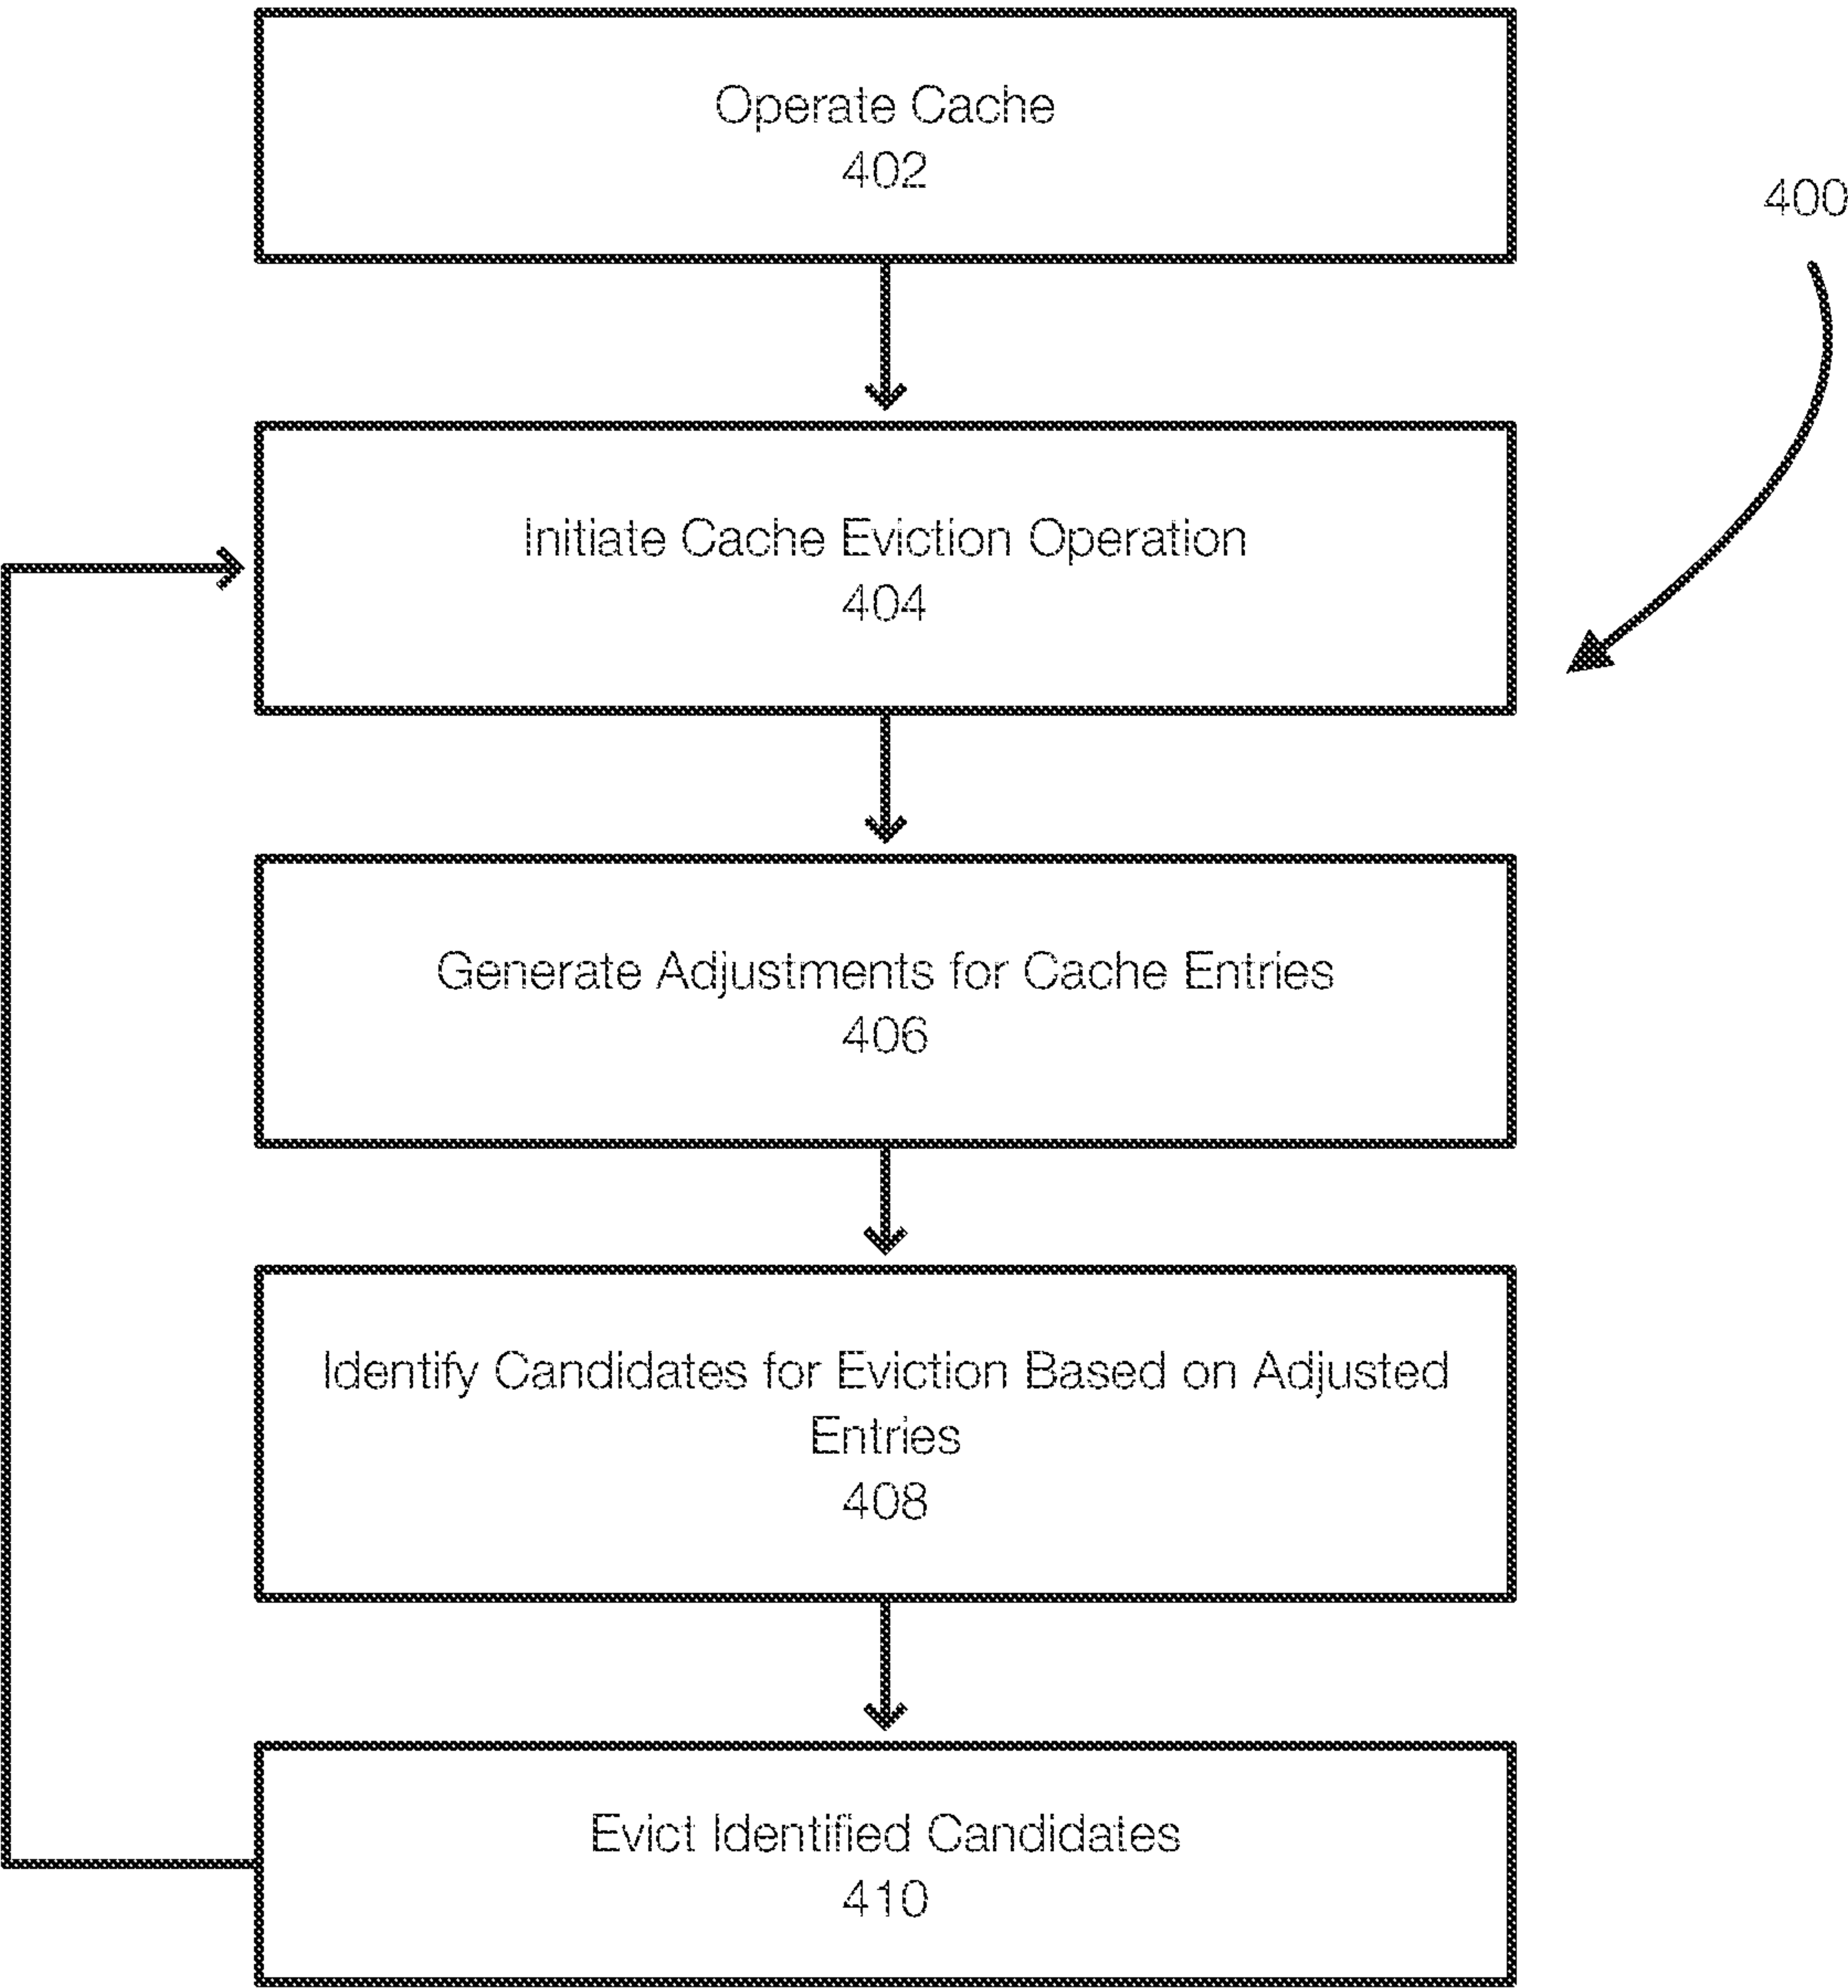 Operate Cache
402
400
Initiate Cache Eviction Operation
404
Generate Adjustments for Cache Entries
406
Identify Candidates for Eviction Based on Adjusted
Entries
408
Evict Identified Candidates
410